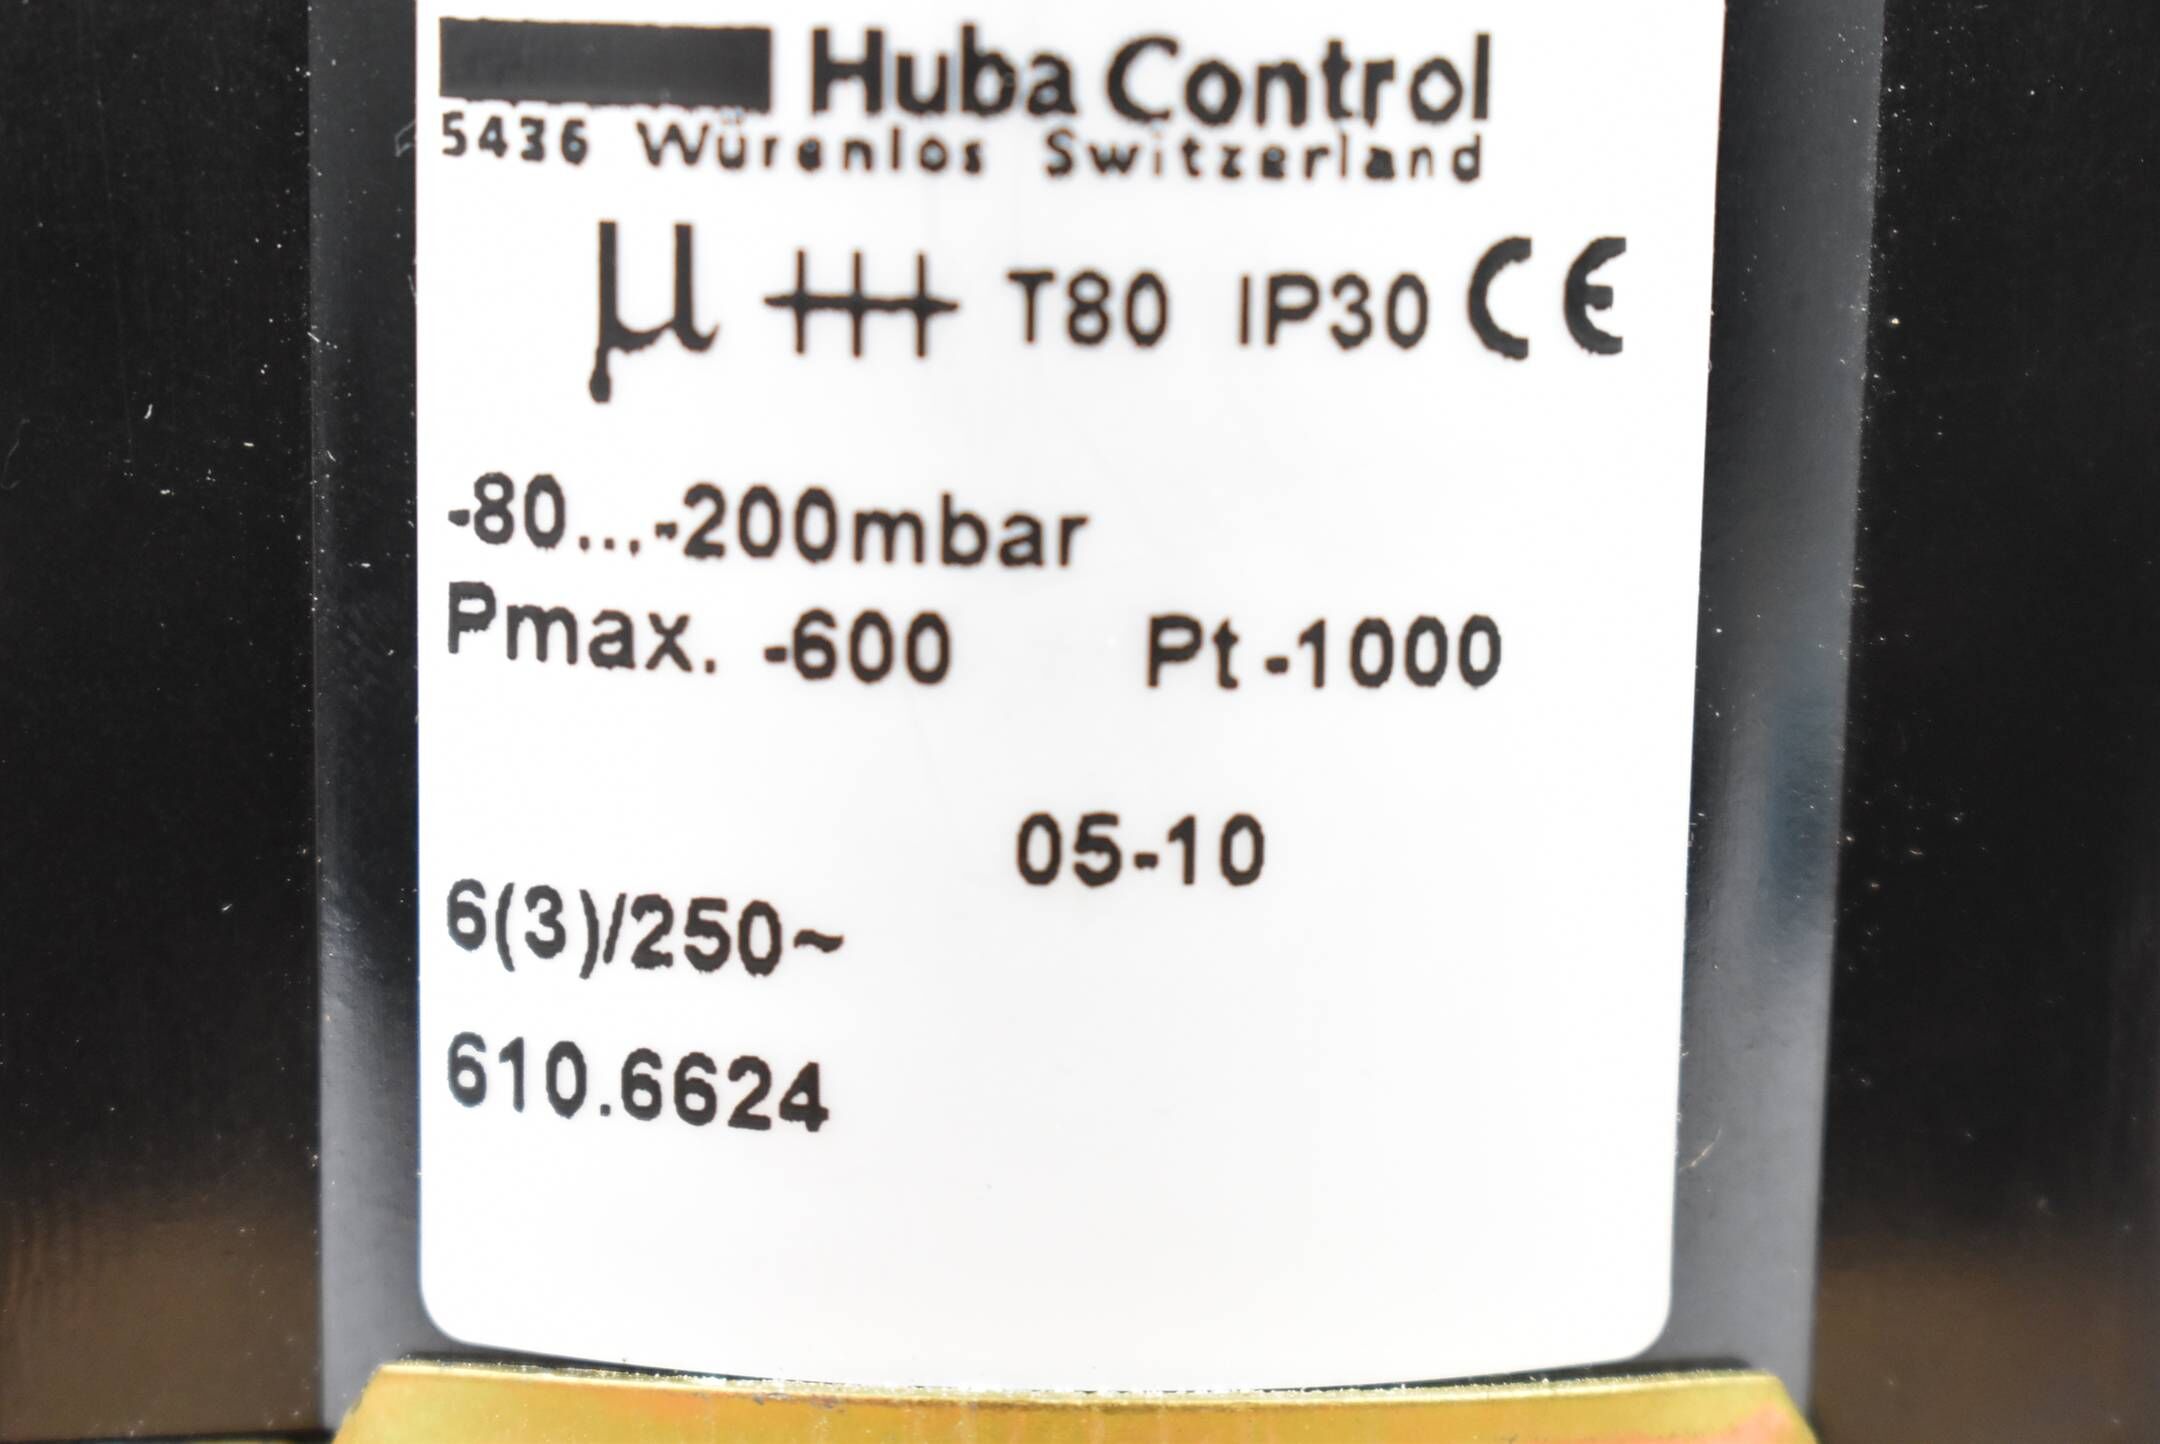 Huba Control
5436 Würenlos Switzerland
µ T80 IP30 CE
-80...-200mbar
Pmax. -600 Pt -1000
05-10
6(3)/250~
610.6624